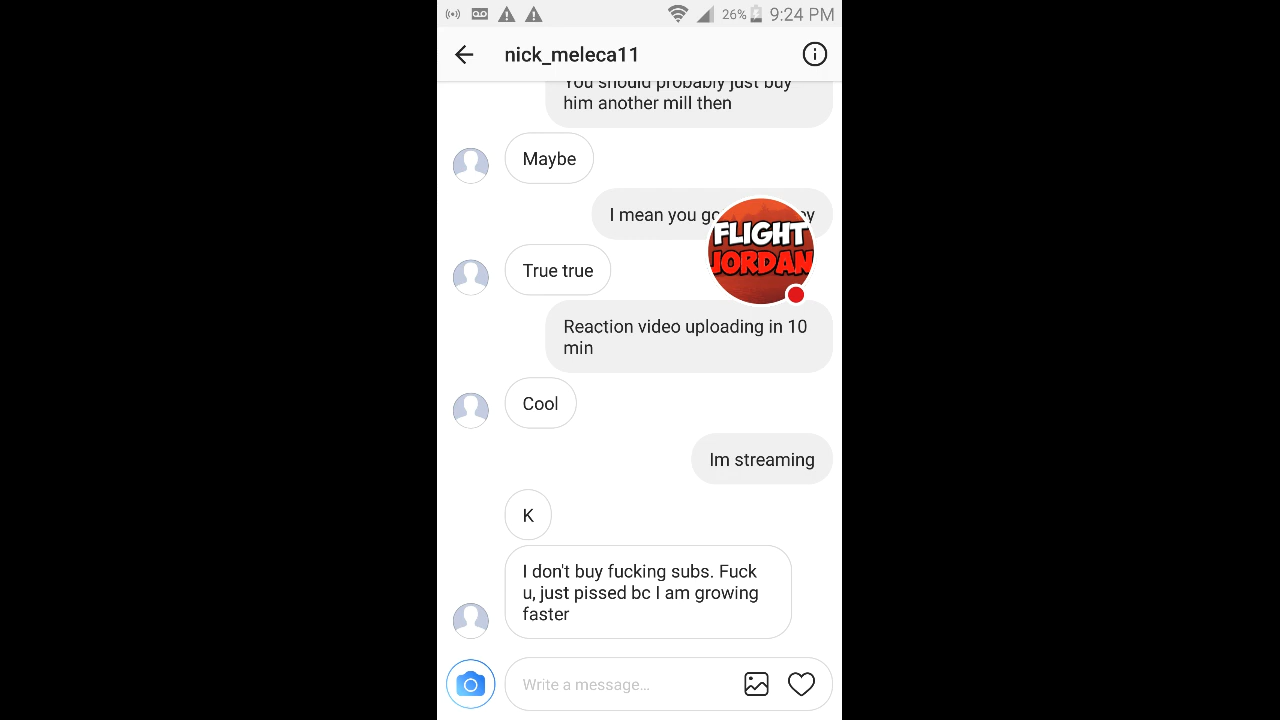 26% 9:24 PM
nick_meleca11
You should probably just buy
him another mill then
Maybe
I mean you
FLIGHT
JORDAN
True true
Reaction video uploading in 10
min
Cool
Im streaming
K
I don't buy fucking subs. Fuck
u, just pissed bc I am growing
faster
Write a message...